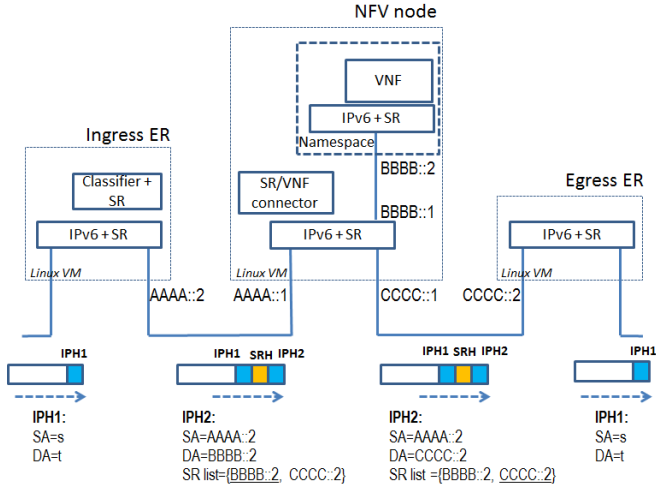 NFV node
VNF
IPv6 + SR
Namespace
Ingress ER
BBBB::2
Classifier +
SR
SR/VNF
connector
Egress ER
BBBB::1
IPv6 + SR
IPv6 + SR
IPv6 + SR
Linux VM
Linux VM
Linux VM
AAAA::2
AAAA::1
CCCC::1
CCCC::2
IPH1
IPH1 SRH IPH2
IPH1 SRH IPH2
IPH1
IPH1:
SA=s
DA=t
IPH2:
SA=AAAA::2
DA=BBBB::2
SR list={BBBB::2, CCCC::2}
IPH2:
SA=AAAA::2
DA=CCCC::2
SR list ={BBBB::2, CCCC::2}
IPH1:
SA=s
DA=t